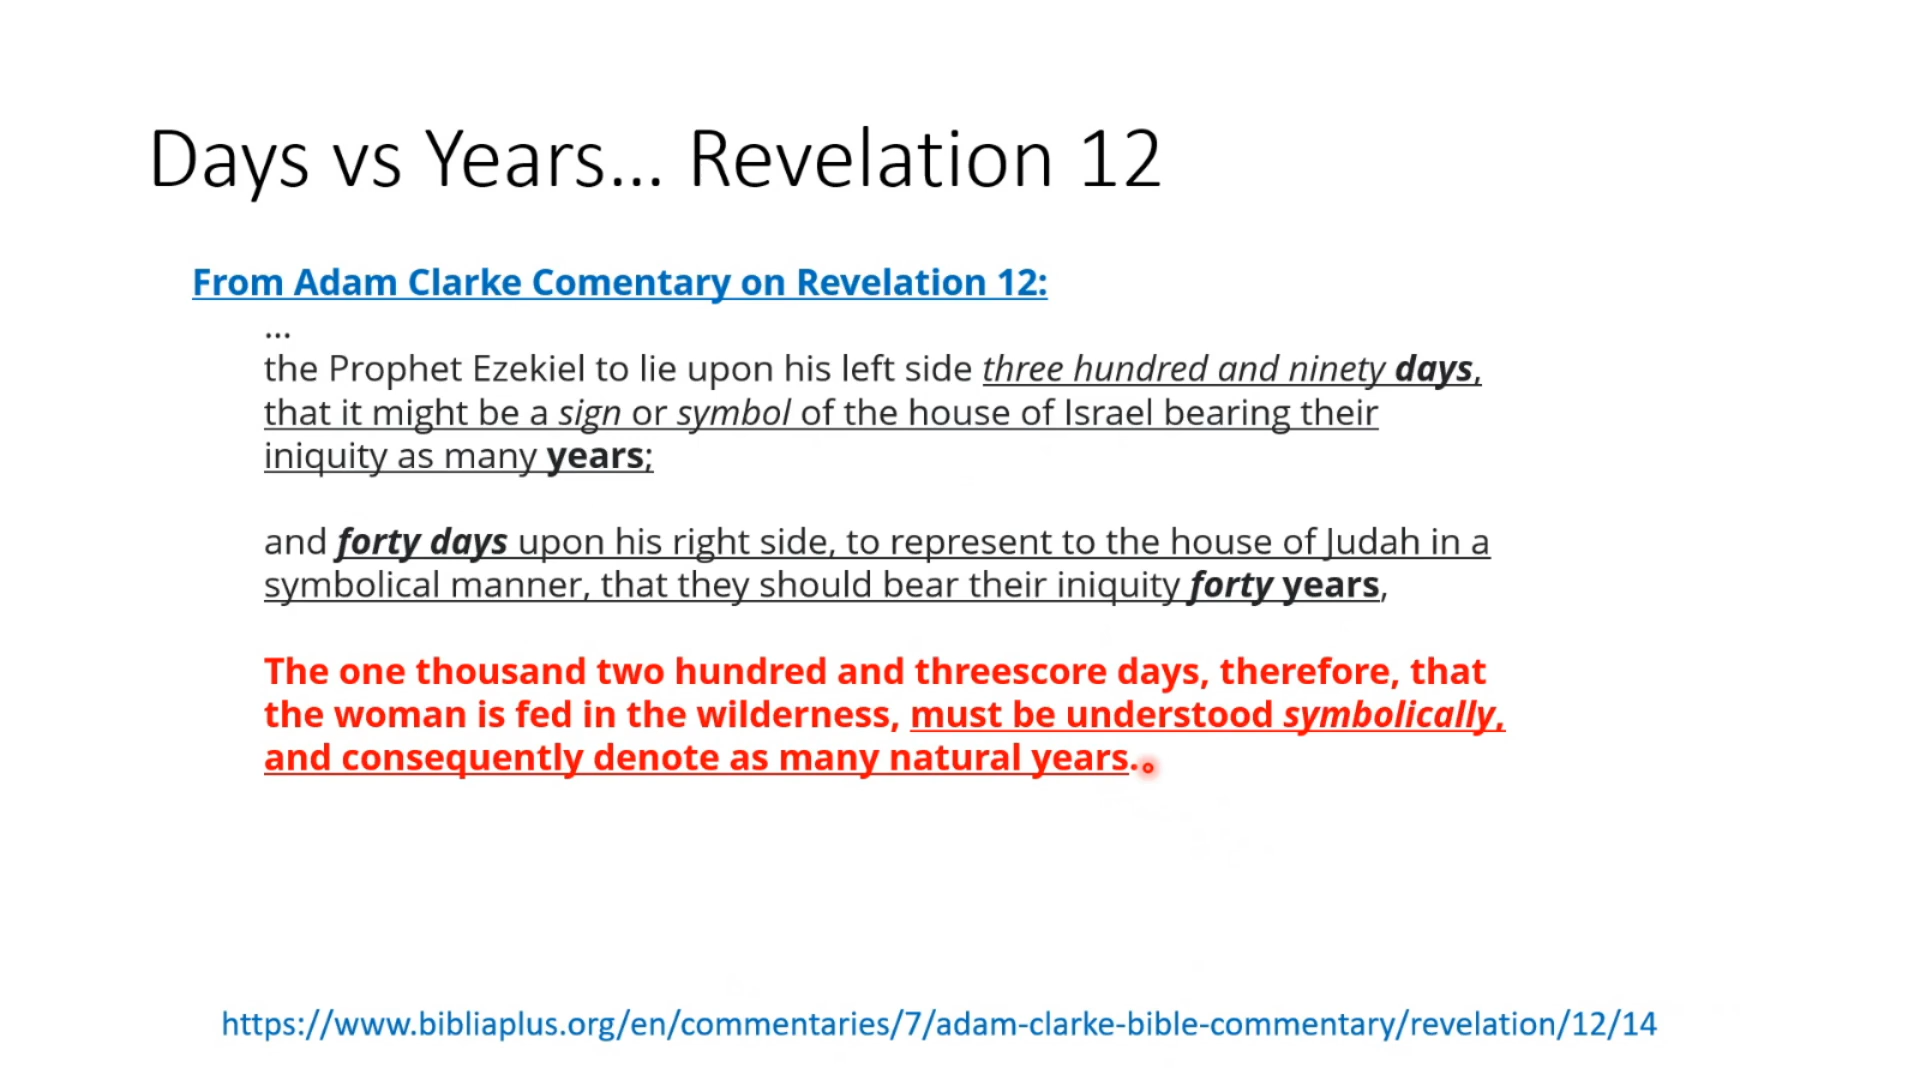 Days vs Years... Revelation 12
From Adam Clarke Comentary on Revelation 12:
...
the Prophet Ezekiel to lie upon his left side three hundred and ninety days,
that it might be a sign or symbol of the house of Israel bearing their
iniquity as many years;
and forty days upon his right side, to represent to the house of Judah in a
symbolical manner, that they should bear their iniquity forty years,
The one thousand two hundred and threescore days, therefore, that
the woman is fed in the wilderness, must be understood symbolically,
and consequently denote as many natural years.
https://www.bibliaplus.org/en/commentaries/7/adam-clarke-bible-commentary/revelation/12/14